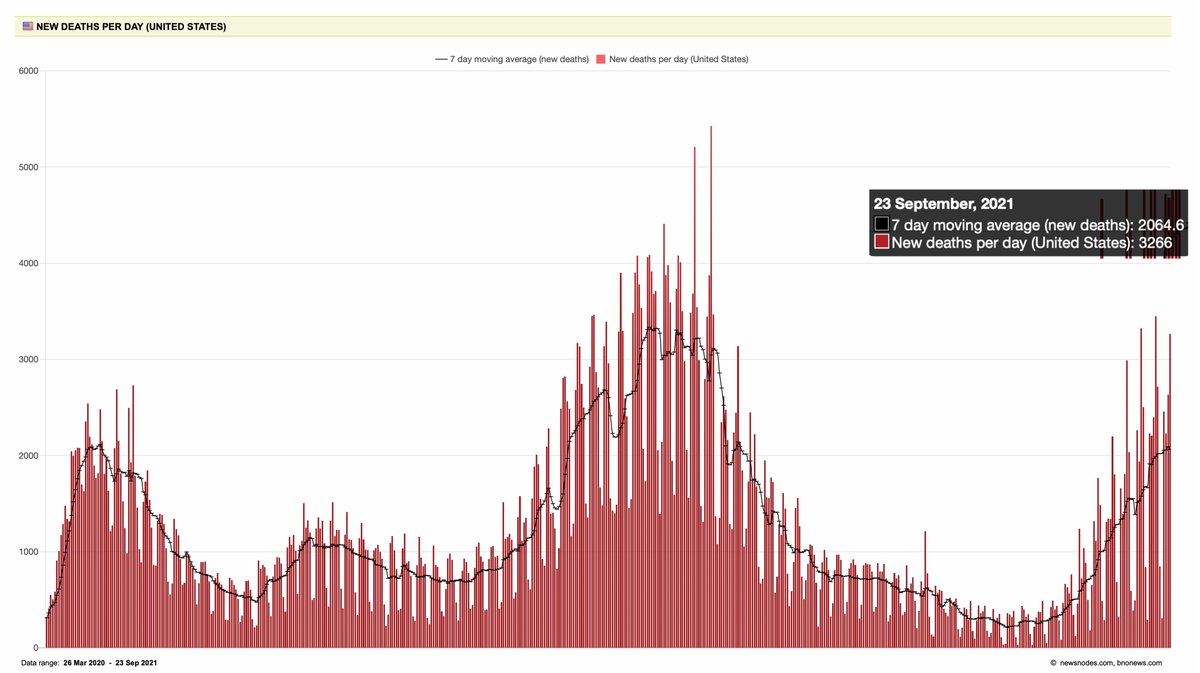 NEW DEATHS PER DAY (UNITED STATES)
7 day moving average (new deaths) New deaths per day (United States)
6000
5000
4000
3000
2000
1000
0
23 September, 2021
7 day moving average (new deaths): 2064.6
New deaths per day (United States): 3266
Data range: 26 Mar 2020 - 23 Sep 2021
© newsnodes.com, bnonews.com